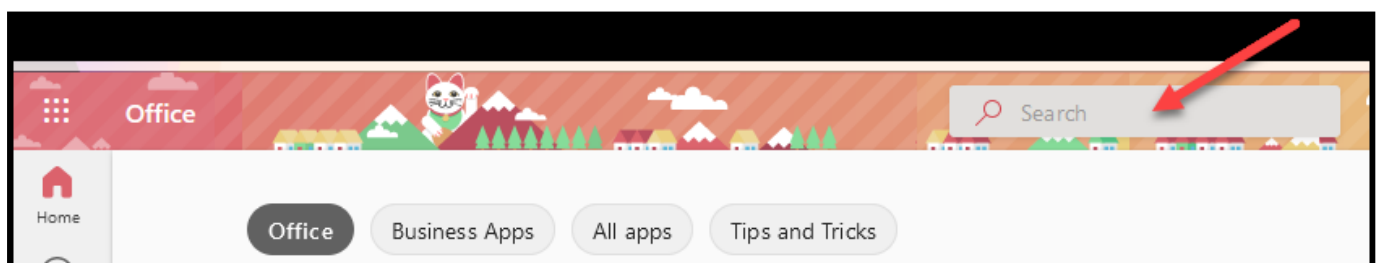 Office
Search
Home
Office
Business Apps
All apps
Tips and Tricks